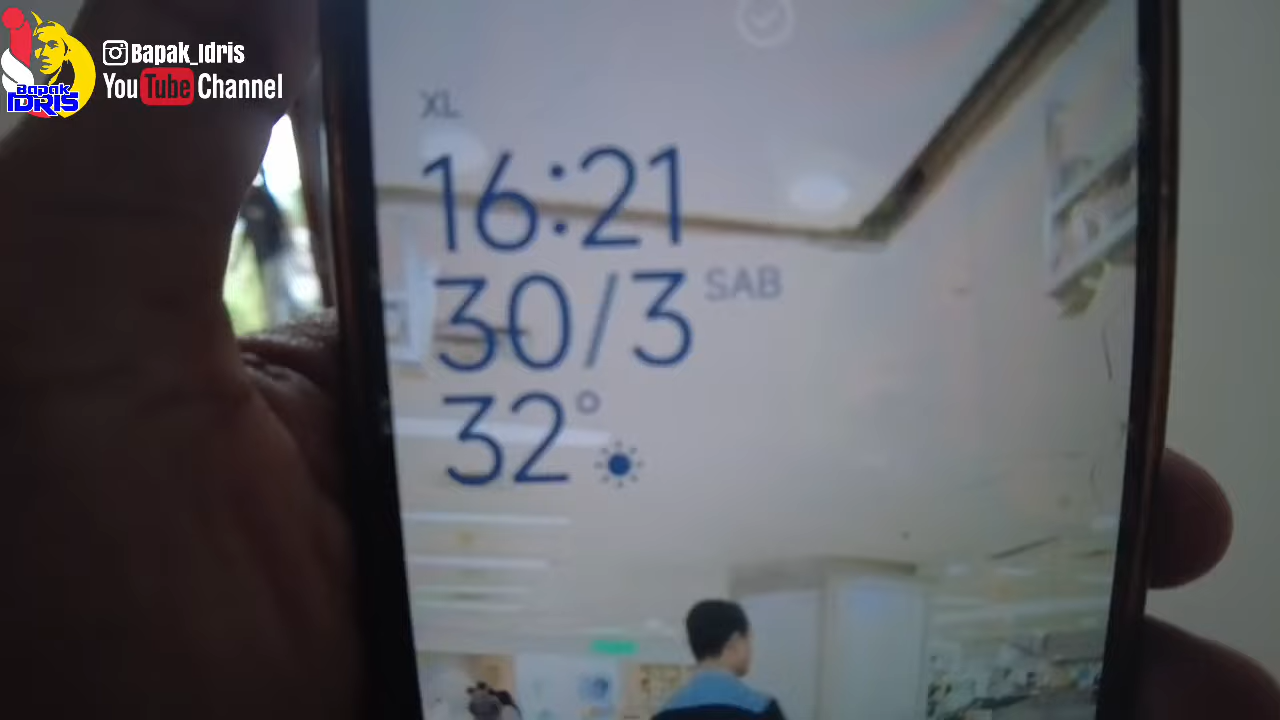 Bapak_Idris
YouTube Channel
Bapak
IDRIS
XL
16:21
30/3 SAB
32°